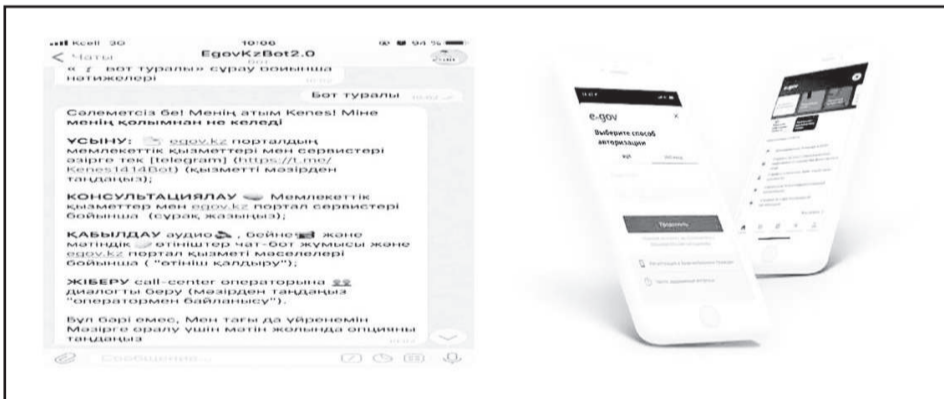 Kcell 3G 10:06 94 %
Чаты EgovKzBot2.0
бот
бот туралы» сұрау бойынша
нәтижелері
Бот туралы
Сәлеметсіз бе! Менің атым Kenes! Міне
менің қолымнан не келеді
ҰСЫНУ: egov.kz порталдың
мемлекеттік қызметтері мен сервистері
әзірге тек [telegram] (https://t.me/
Kenes1414Bot) (қызметті мәзірден
таңдаңыз);
КОНСУЛЬТАЦИЯЛАУ Мемлекеттік
қызметтер мен egov.kz портал сервистері
бойынша (сұрақ жазыңыз);
ҚАБЫЛДАУ аудио , бейне және
мәтіндік өтініштер чат-бот жұмысы және
egov.kz портал қызметі мәселелері
бойынша ( "өтініш қалдыру");
ЖІБЕРУ call-center операторына
диалогты беру (мәзірден таңдаңыз
"оператормен байланысу").
Бұл бәрі емес, Мен тағы да үйренемін
Мәзірге оралу үшін мәтін жолында опцияны
таңдаңыз
Сообщение
e-gov
Выберите способ
авторизации
Продолжить
e-gov